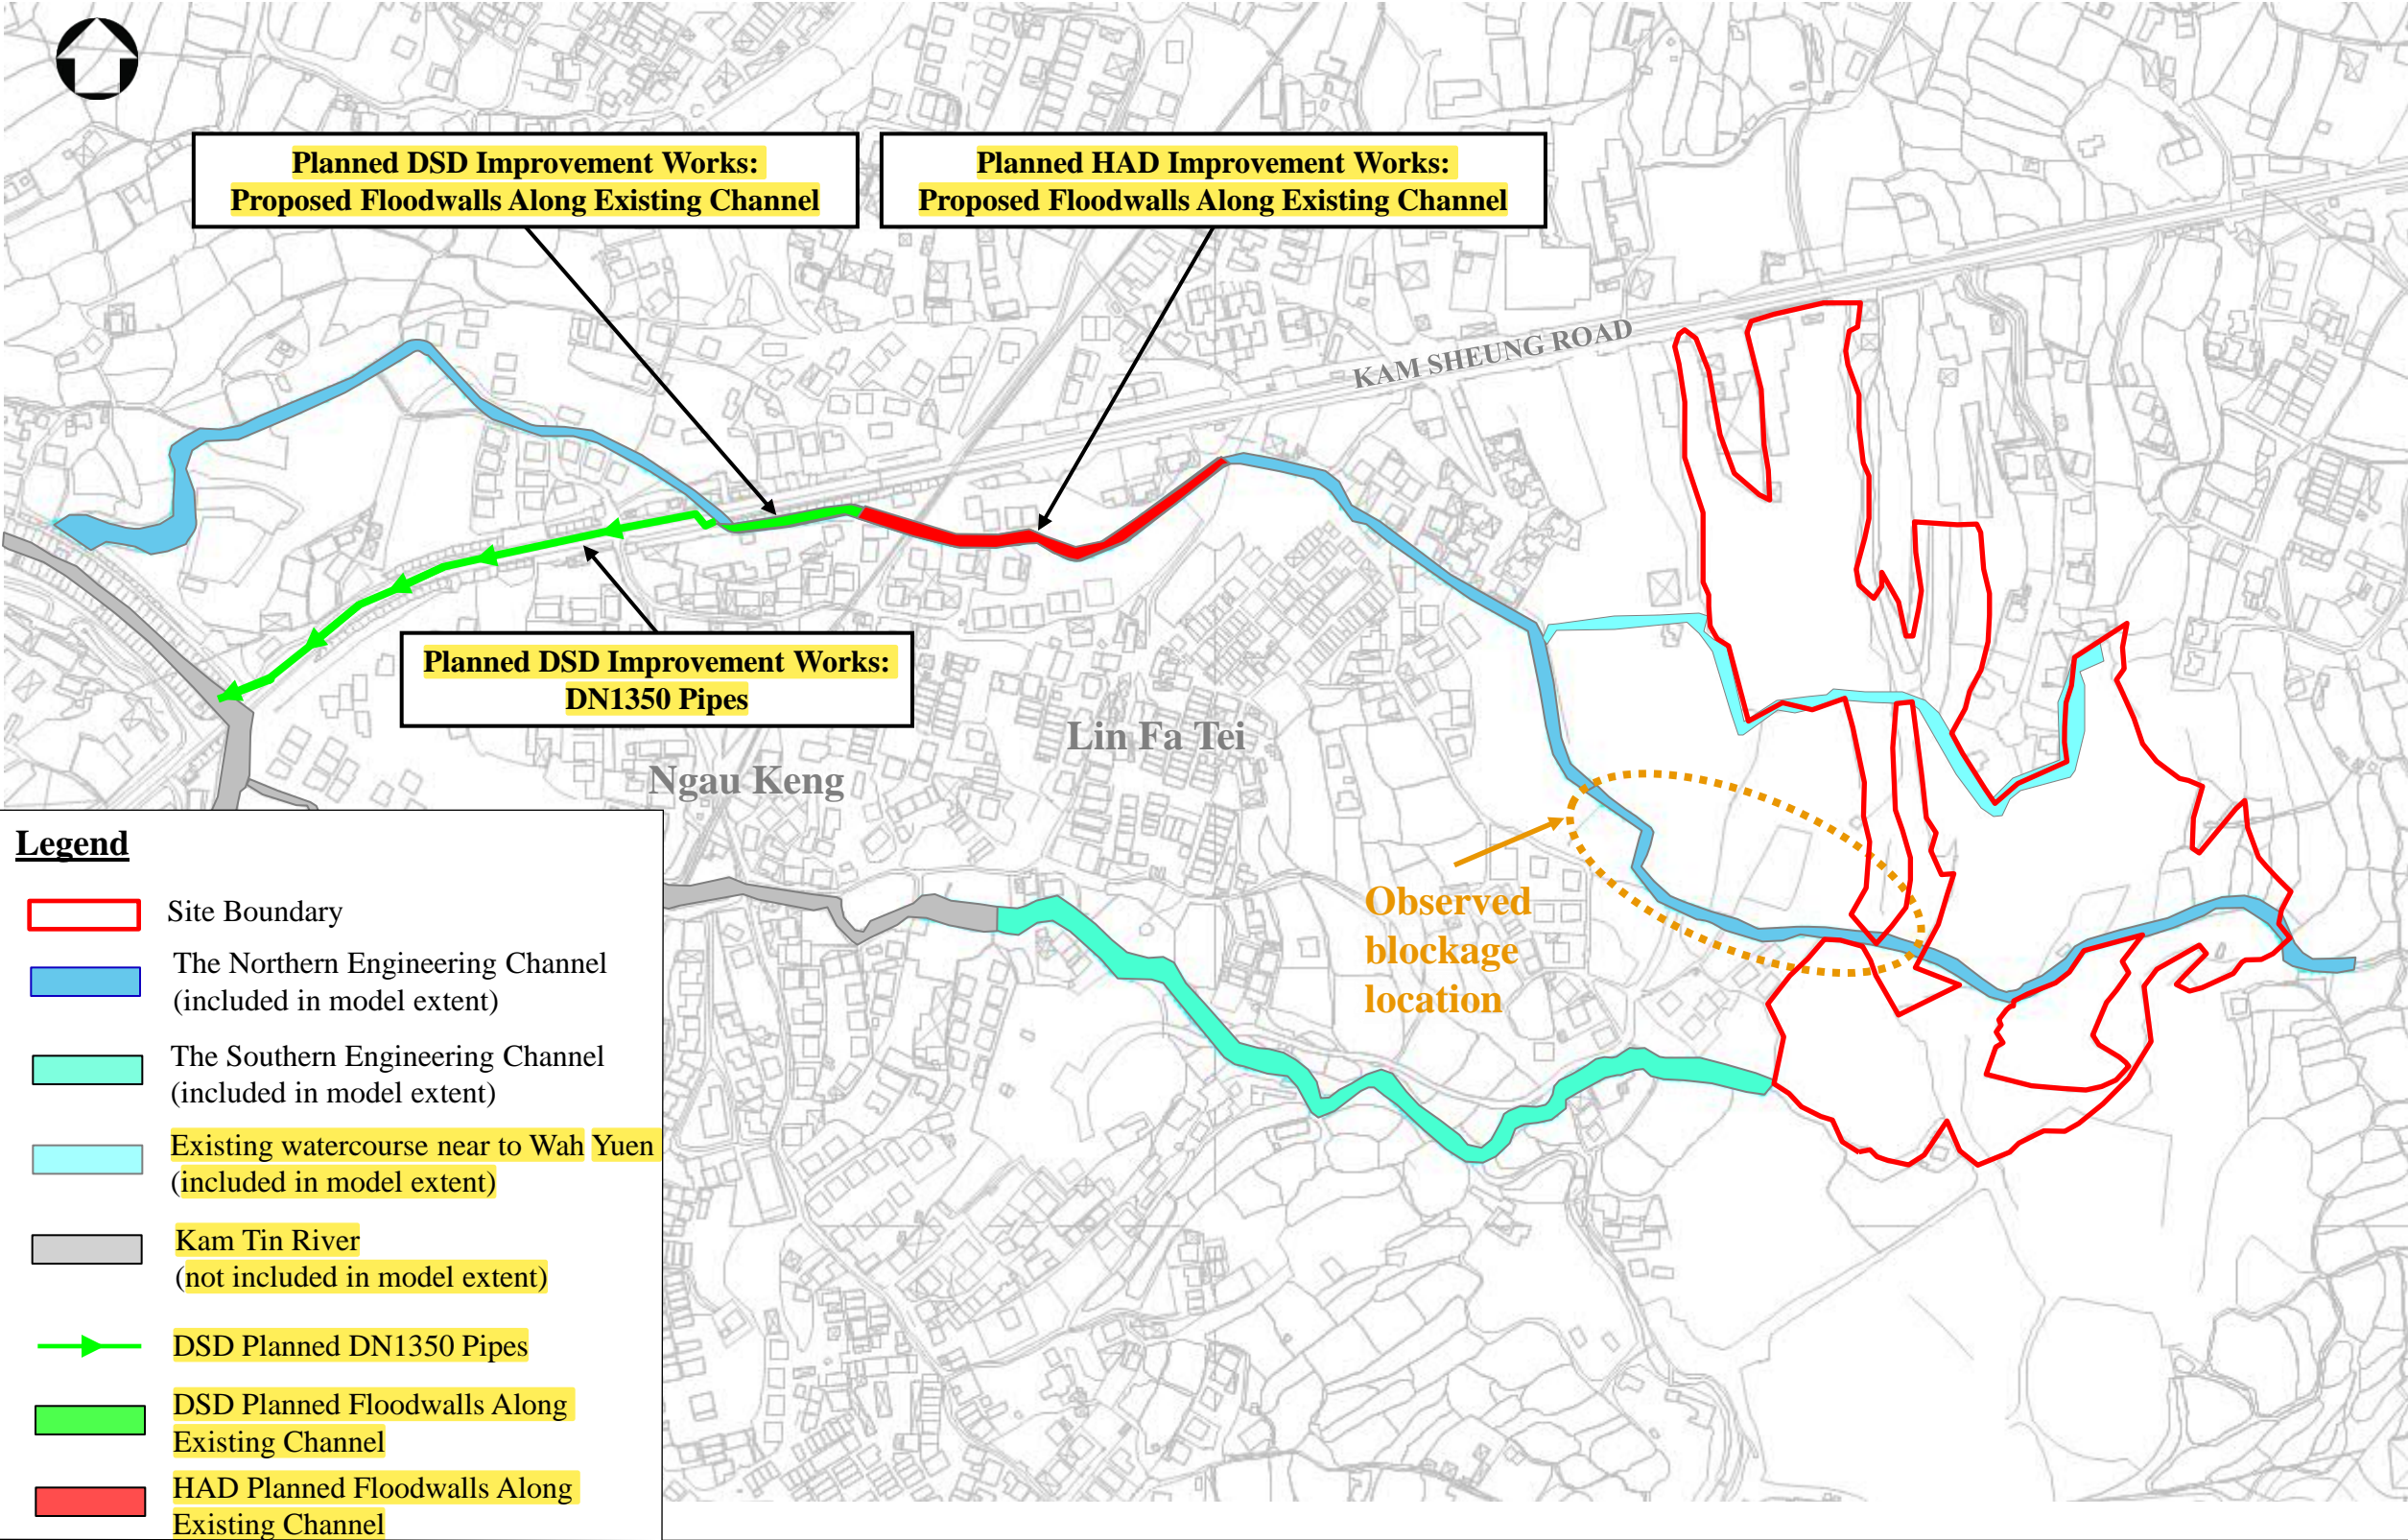 Planned DSD Improvement Works:
Proposed Floodwalls Along Existing Channel
Planned HAD Improvement Works:
Proposed Floodwalls Along Existing Channel
KAM SHEUNG ROAD
Planned DSD Improvement Works:
DN1350 Pipes
Lin Fa Tei
Ngau Keng
Observed
blockage
location
Legend
Site Boundary
The Northern Engineering Channel
(included in model extent)
The Southern Engineering Channel
(included in model extent)
Existing watercourse near to Wah Yuen
(included in model extent)
Kam Tin River
(not included in model extent)
DSD Planned DN1350 Pipes
DSD Planned Floodwalls Along
Existing Channel
HAD Planned Floodwalls Along
Existing Channel